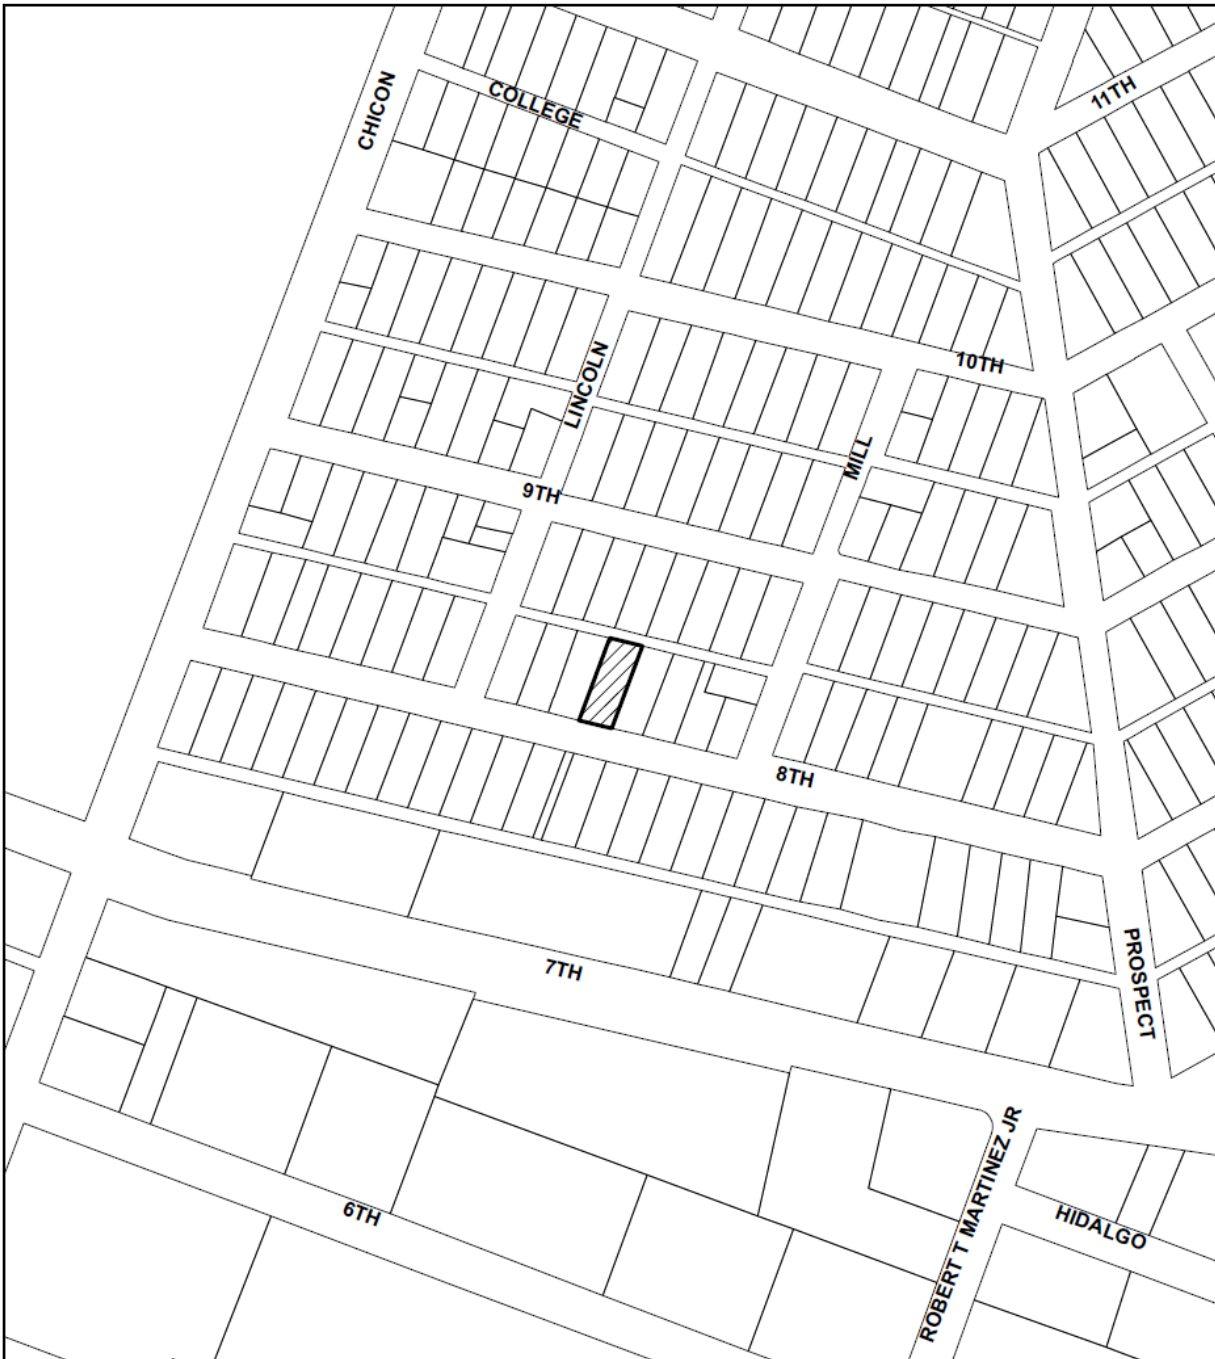 CHICON
COLLEGE
11TH
LINCOLN
10TH
MILL
9TH
8TH
7TH
PROSPECT
6TH
ROBERT T MARTINEZ JR
HIDALGO